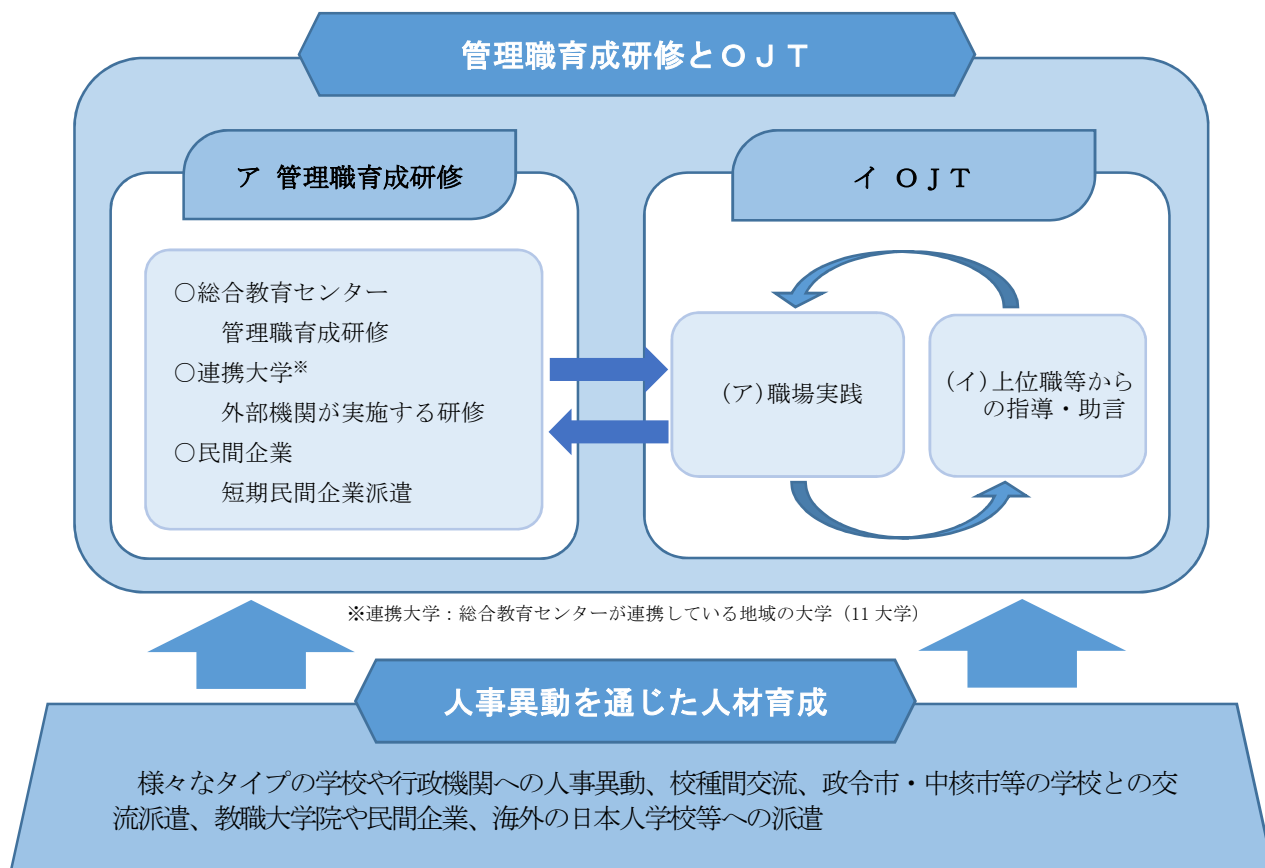 管理職育成研修とＯＪＴ
ア 管理職育成研修
○総合教育センター
管理職育成研修
○連携大学※
外部機関が実施する研修
○民間企業
短期民間企業派遣
イ ＯＪＴ
(ア)職場実践
(イ)上位職等から
の指導・助言
※連携大学：総合教育センターが連携している地域の大学（11 大学）
人事異動を通じた人材育成
様々なタイプの学校や行政機関への人事異動、校種間交流、政令市・中核市等の学校との交
流派遣、教職大学院や民間企業、海外の日本人学校等への派遣